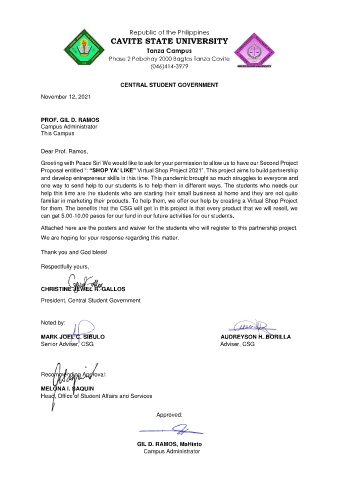 Republic of the Philippines
CAVITE STATE UNIVERSITY
Tanza Campus
Phase 2 Pabahay 2000 Bagtas Tanza Cavite
(046)414-3979
CENTRAL STUDENT GOVERNMENT
November 12, 2021
PROF. GIL D. RAMOS
Campus Administrator
This Campus
Dear Prof. Ramos,
Greeting with Peace Sir! We would like to ask for your permission to allow us to have our Second Project
Proposal entitled “: “SHOP YA’ LIKE” Virtual Shop Project 2021”. This project aims to build partnership
and develop entrepreneur skills in this time. This pandemic brought so much struggles to everyone and
one way to send help to our students is to help them in different ways. The students who needs our
help this time are the students who are starting their small business at home and they are not quite
familiar in marketing their products. To help them, we offer our help by creating a Virtual Shop Project
for them. The benefits that the CSG will get in this project is that every product that we will resell, we
can get 5.00-10.00 pesos for our fund in our future activities for our students.
Attached here are the posters and waiver for the students who will register to this partnership project.
We are hoping for your response regarding this matter.
Thank you and God bless!
Respectfully yours,
CHRISTINE JEWEL R. GALLOS
President, Central Student Government
Noted by:
MARK JOEL C. SIBULO AUDREYSON H. BORILLA
Senior Adviser, CSG Adviser, CSG
Recommending Approval:
MELONA I. SAQUIN
Head, Office of Student Affairs and Services
Approved:
GIL D. RAMOS, MaHinto
Campus Administrator